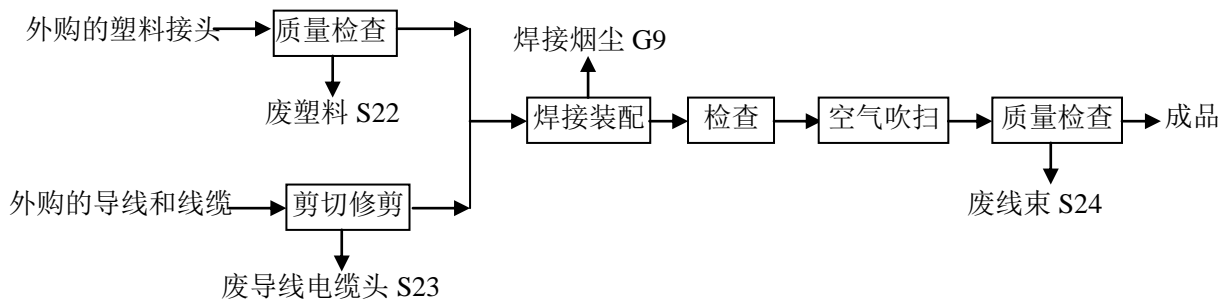 外购的塑料接头
质量检查
焊接烟尘 G9
废塑料 S22
焊接装配
检查
空气吹扫
质量检查
成品
外购的导线和线缆
剪切修剪
废线束 S24
废导线电缆头 S23